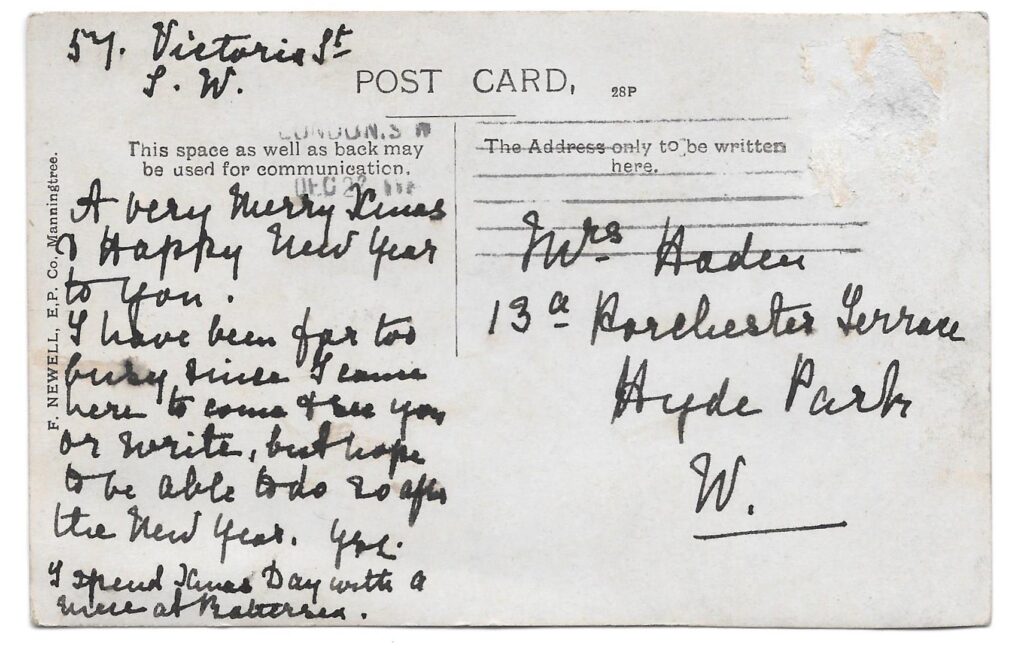 57. Victoria St
S. W.
POST CARD,
28P
LONDON. S W
DEC 2
This space as well as back may
be used for communication.
The Address only to be written
here.
A very Merry Xmas
& Happy New Year
to You.
I have been far too
busy since I came
here to come & see you
or write, but hope
to be able to do so after
the New Year.
I spend Xmas Day with a
niece at Battersea.
Mrs Haden
13a Porchester Terrace
Hyde Park
W.
F. NEWELL, E.P. Co. Manningtree.